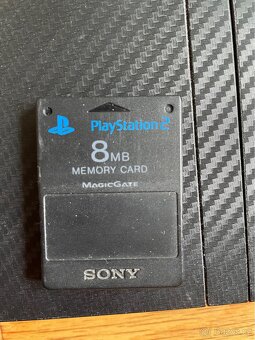 PlayStation 2
8MB
MEMORY CARD
MAGICGATE
SONY